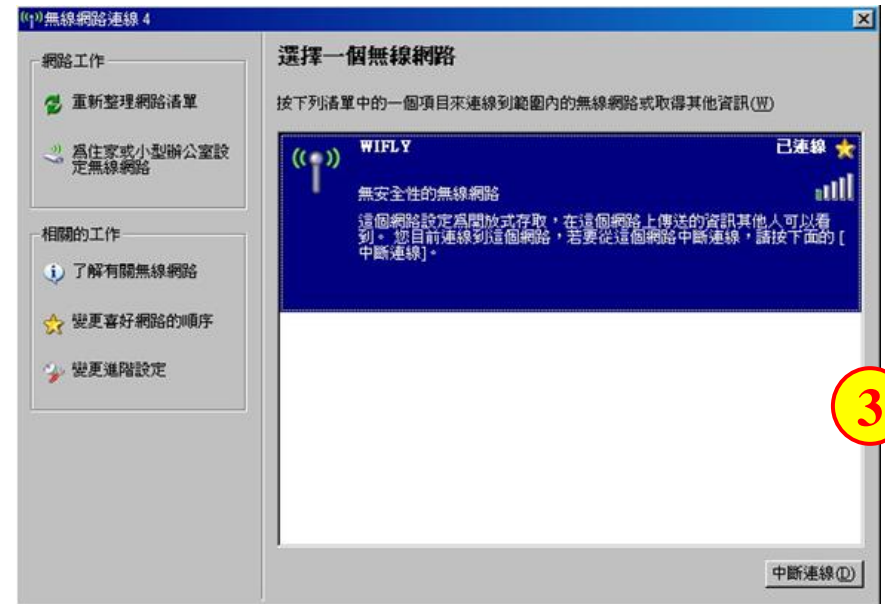 無線網路連線 4
網路工作
重新整理網路清單
為住家或小型辦公室設
定無線網路
相關的工作
了解有關無線網路
變更喜好網路的順序
變更進階設定
選擇一個無線網路
按下列清單中的一個項目來連線到範圍內的無線網路或取得其他資訊(W)
WIFLY
已連線
無安全性的無線網路
這個網路設定為開放式存取，在這個網路上傳送的資訊其他人可以看
到。您目前連線到這個網路，若要從這個網路中斷連線，請按下面的 [
中斷連線]。
3
中斷連線(D)